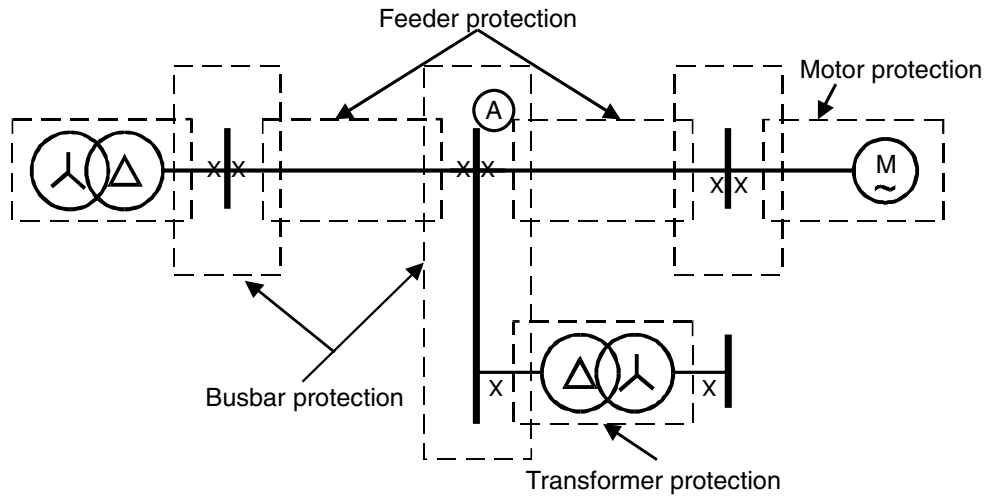 Feeder protection
Motor protection
A
X X
X X
X X
M
~
Busbar protection
X
X
Transformer protection